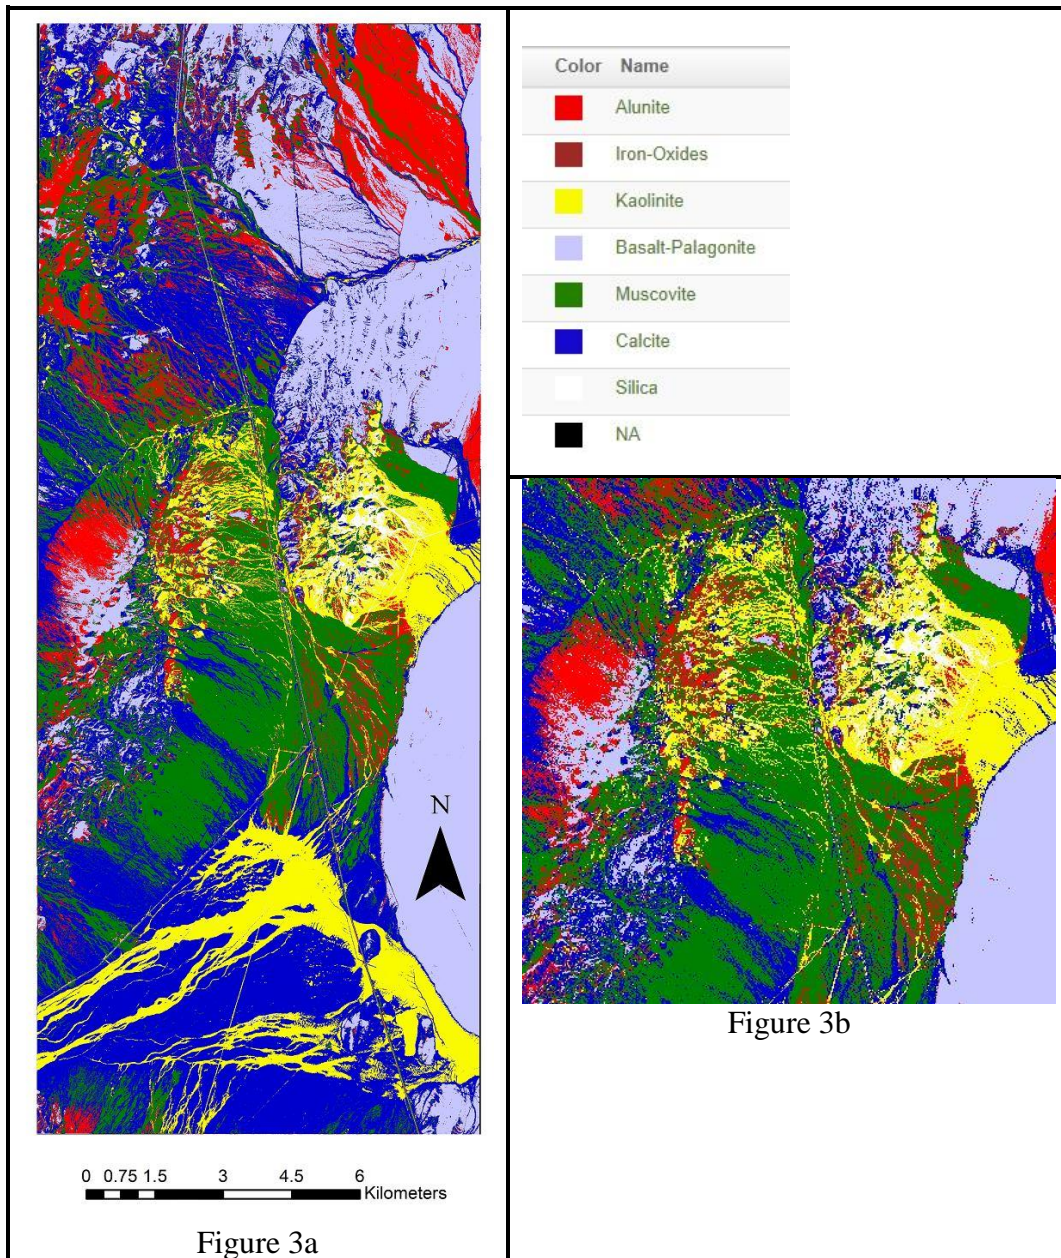 Color Name
Alunite
Iron-Oxides
Kaolinite
Basalt-Palagonite
Muscovite
Calcite
Silica
NA
N
0 0.75 1.5 3 4.5 6
Kilometers
Figure 3a
Figure 3b